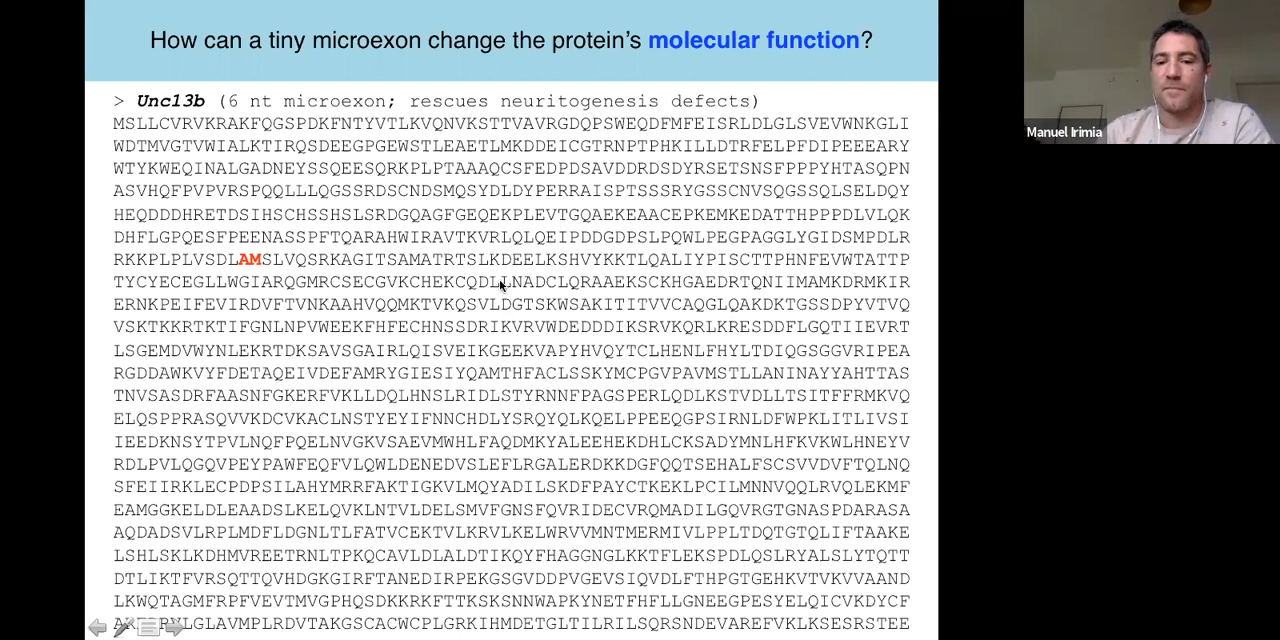 How can a tiny microexon change the protein's molecular function?
> Unc13b (6 nt microexon; rescues neuritogenesis defects)
MSLLCVRVKRAKFQGSPDKFNTYVTLKVQNVKSTTVAVRGDQPSWEQDFMFEISRLDLGLSVEVWNKGLI
WDTMVGTVWIALKTIRQSDEEGPGEWSTLEAETLMKDDEICGTRNPTPHKILLDTRFELPFDIPEEEARY
WTYKWEQINALGADNEYSSQEESQRKPLPTAAAQCSFEDPDSAVDDRDSDYRSETSNSFPPPYHTASQPN
ASVHQFPVPVRSPQQLLLQGSSRDSCNDSMQSYDLDYPERRAISPTSSSRYGSSCNVSQGSSQLSELDQY
HEQDDDHRETDSIHSCHSSHSLSRDGQAGFGEQEKPLEVTGQAEKEAACEPKEMKEDATTHPPPDLVLQK
DHFLGPQESFPEENASSPFTQARAHWIRAVTKVRLQLQEIPDDGDPSLPQWLPEGPAGGLYGIDSMPDLR
RKKPLPLVSDLAMSLVQSRKAGITSAMATRTSLKDEELKSHVYKKTLQALIYPISCTTPHNFEVWTATTP
TYCYECEGLLWGIARQGMRCSECGVKCHEKCQDLLNADCLQRAAEKSCKHGAEDRTQNIIMAMKDRMKIR
ERNKPEIFEVIRDVFTVNKAAHVQQMKTVKQSVLDGTSKWSAKITITVVCAQGLQAKDKTGSSDPYVTVQ
VSKTKKRTKTIFGNLNPVWEEKFHFECHNSSDRIKVRVWDEDDDIKSRVKQRLKRESDDFLGQTIIEVRT
LSGEMDVWYNLEKRTDKSAVSGAIRLQISVEIKGEEKVAPYHVQYTCLHENLFHYLTDIQGSGGVRIPEA
RGDDAWKVYFDETAQEIVDEFAMRYGIESIYQAMTHFACLSSKYMCPGVPAVMSTLLANINAYYAHTTAS
TNVSASDRFAASNFGKERFVKLLDQLHNSLRIDLSTYRNNFPAGSPERLQDLKSTVDLLTSITFFRMKVQ
ELQSPPRASQVVKDCVKACLNSTYEYIFNNCHDLYSRQYQLKQELPPEEQGPSIRNLDFWPKLITLIVSI
IEEDKNSYTPVLNQFPQELNVGKVSAEVMWHLFAQDMKYALEEHEKDHLCKSADYMNLHFKVKWLHNEYV
RDLPVLQGQVPEYPAWFEQFVLQWLDENEDVSLEFLRGALERDKKDGFQQTSEHALFSCSVVDVFTQLNQ
SFEIIRKLECPDPSILAHYMRRFAKTIGKVLMQYADILSKDFPAYCTKEKLPCILMNNVQQLRVQLEKMF
EAMGGKELDLEAADSLKELQVKLNTVLDELSMVFGNSFQVRIDECVRQMADILGQVRGTGNASPDARASA
AQDADSVLRPLMDFLDGNLTLFATVCEKTVLKRVLKELWRVVMNTMERMIVLPPLTDQTGTQLIFTAAKE
LSHLSKLKDHMVREETRNLTPKQCAVLDLALDTIKQYFHAGGNGLKKTFLEKSPDLQSLRYALSLYTQTT
DTLIKTFVRSQTTQVHDGKGIRFTANEDIRPEKGSGVDDPVGEVSIQVDLFTHPGTGEHKVTVKVVAAND
LKWQTAGMFRPFVEVTMVGPHQSDKKRKFTTKSKSNNWAPKYNETFHFLLGNEEGPESYELQICVKDYCF
LGLAVMPLRDVTAKGSCACWCPLGRKIHMDETGLTILRILSQRSNDEVAREFVKLKSESRSTEE
Manuel Irimia